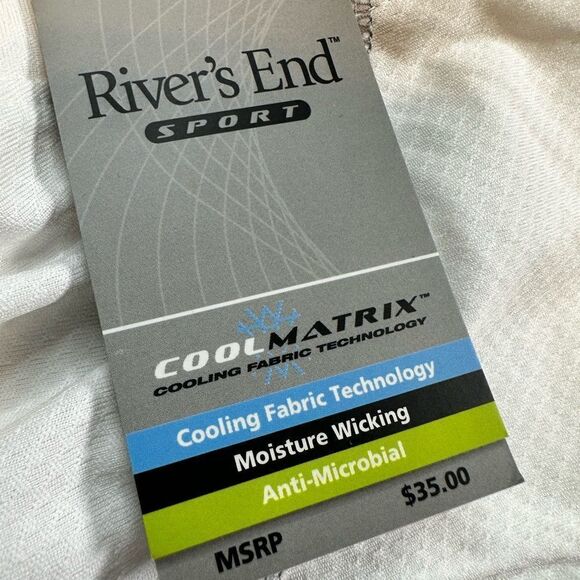 River's End™
SPORT
COOLMATRIX™
COOLING FABRIC TECHNOLOGY
Cooling Fabric Technology
Moisture Wicking
Anti-Microbial
MSRP $35.00